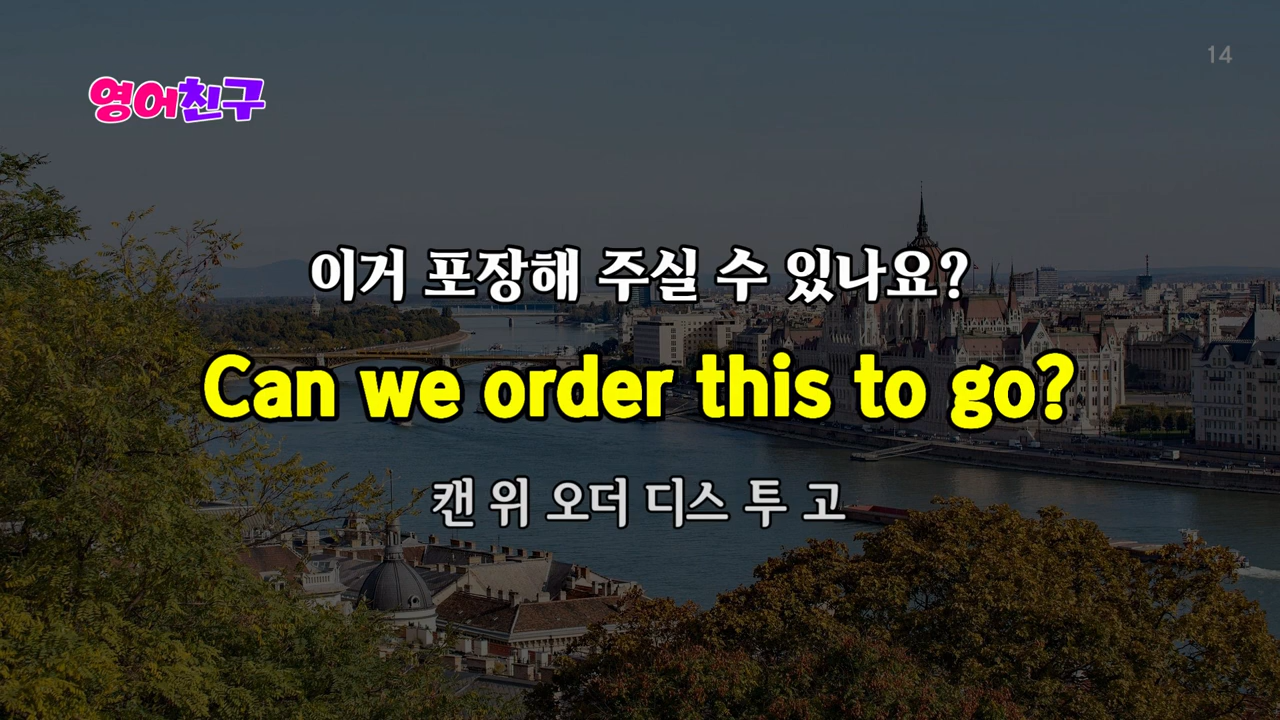 14
영어친구
이거 포장해 주실 수 있나요?
Can we order this to go?
캔 위 오더 디스 투 고